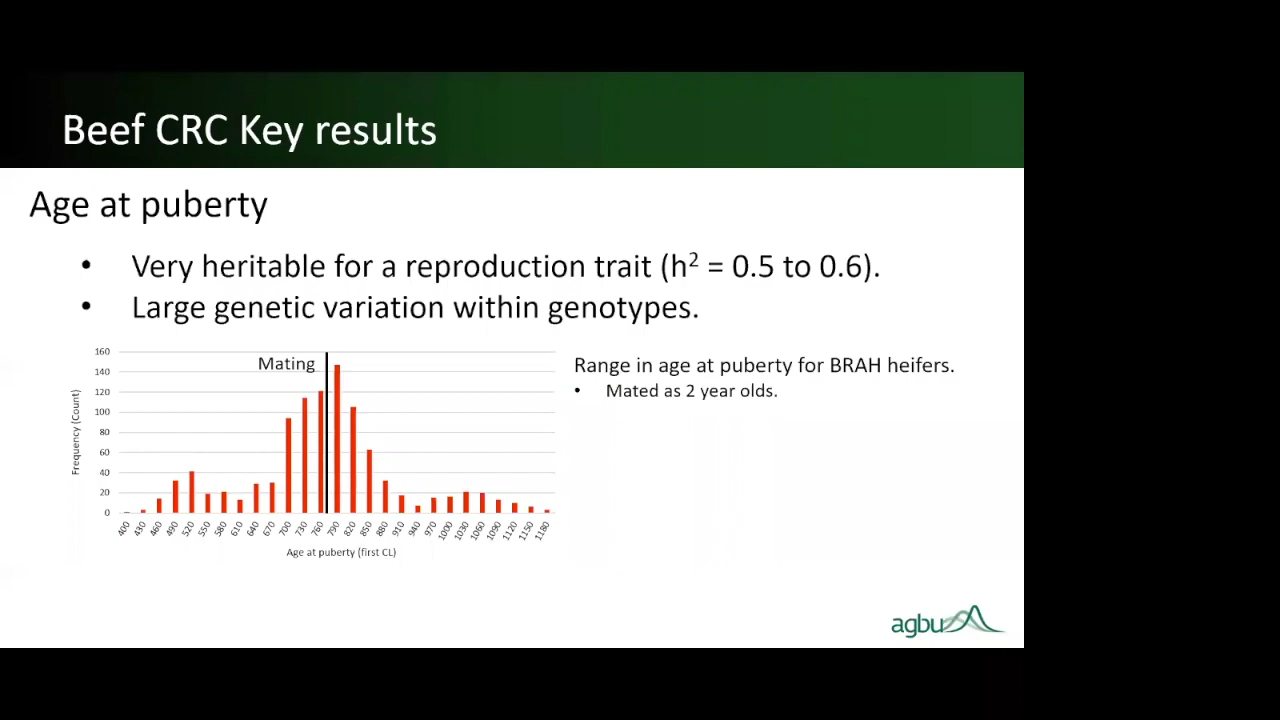 Beef CRC Key results
Age at puberty
• Very heritable for a reproduction trait (h² = 0.5 to 0.6).
• Large genetic variation within genotypes.
Mating
160
140
120
100
80
60
40
20
0
Frequency (Count)
400 430 460 490 520 550 580 610 640 670 700 730 760 790 820 850 880 910 940 970 1000 1030 1060 1090 1120 1150 1180
Age at puberty (first CL)
Range in age at puberty for BRAH heifers.
• Mated as 2 year olds.
agbu